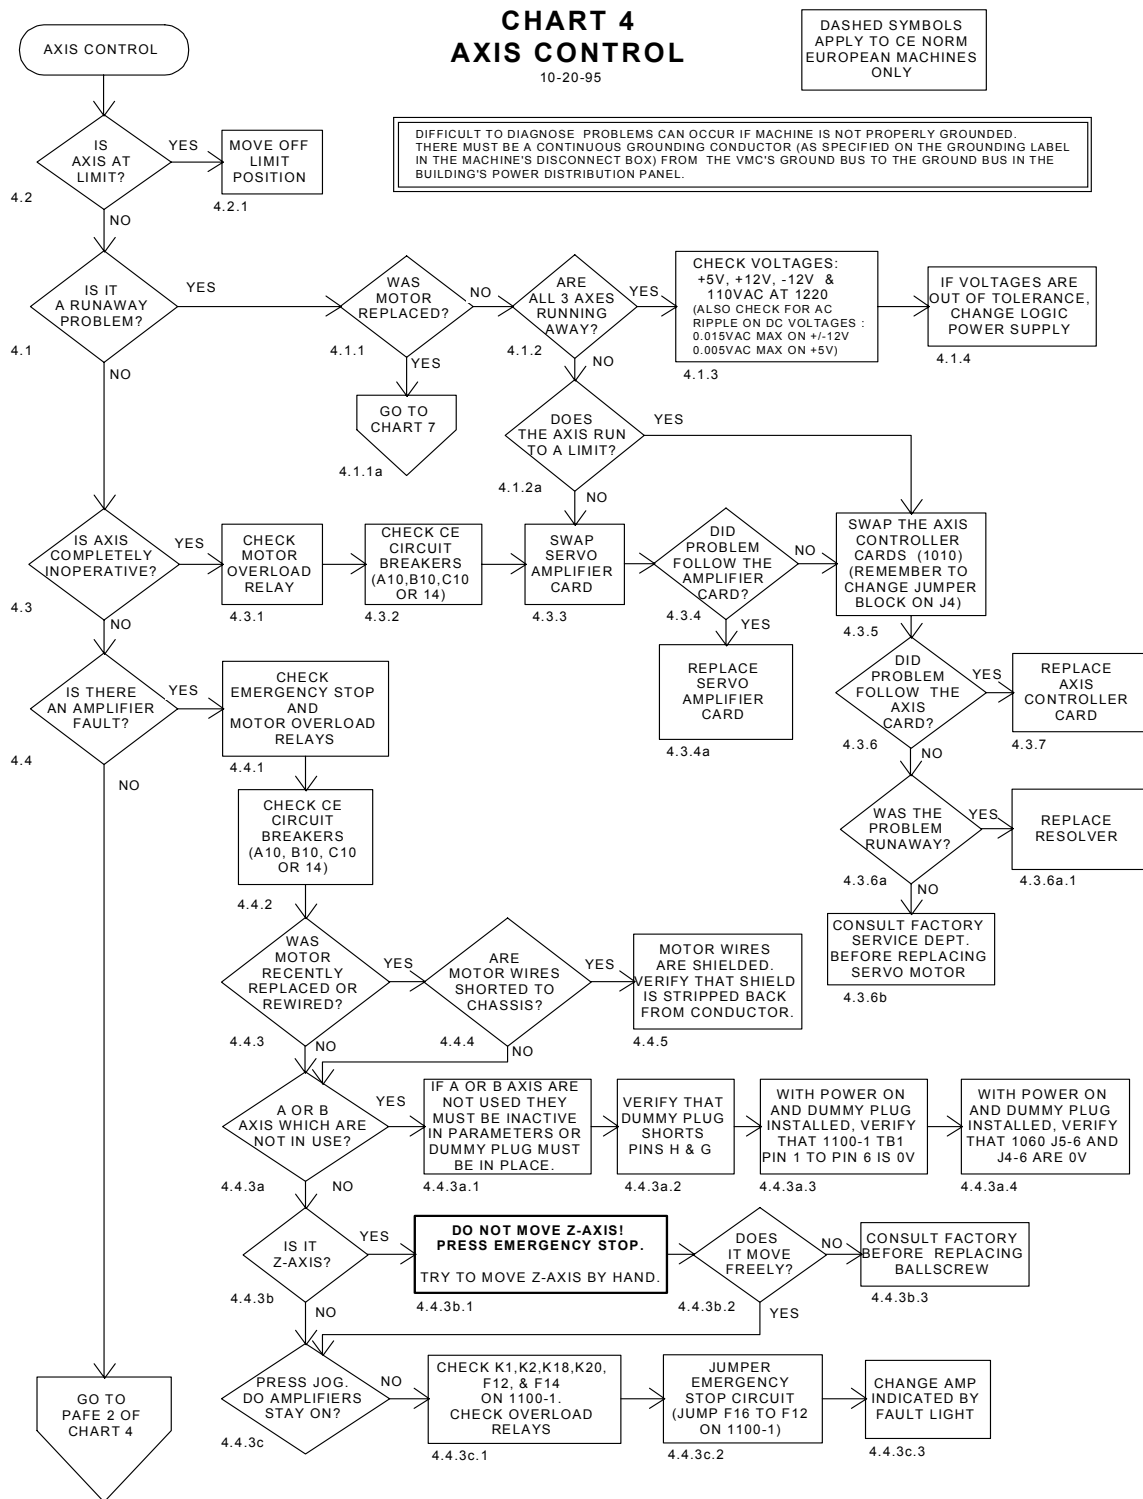 CHART 4
AXIS CONTROL
10-20-95
DASHED SYMBOLS
APPLY TO CE NORM
EUROPEAN MACHINES
ONLY
AXIS CONTROL
DIFFICULT TO DIAGNOSE PROBLEMS CAN OCCUR IF MACHINE IS NOT PROPERLY GROUNDED.
THERE MUST BE A CONTINUOUS GROUNDING CONDUCTOR (AS SPECIFIED ON THE GROUNDING LABEL
IN THE MACHINE'S DISCONNECT BOX) FROM THE VMC'S GROUND BUS TO THE GROUND BUS IN THE
BUILDING'S POWER DISTRIBUTION PANEL.
IS
AXIS AT
LIMIT?
YES
NO
4.2
MOVE OFF
LIMIT
POSITION
4.2.1
IS IT
A RUNAWAY
PROBLEM?
YES
NO
4.1
WAS
MOTOR
REPLACED?
NO
YES
4.1.1
GO TO
CHART 7
4.1.1a
ARE
ALL 3 AXES
RUNNING
AWAY?
YES
NO
4.1.2
CHECK VOLTAGES:
+5V, +12V, -12V &
110VAC AT 1220
(ALSO CHECK FOR AC
RIPPLE ON DC VOLTAGES :
0.015VAC MAX ON +/-12V
0.005VAC MAX ON +5V)
4.1.3
IF VOLTAGES ARE
OUT OF TOLERANCE,
CHANGE LOGIC
POWER SUPPLY
4.1.4
DOES
THE AXIS RUN
TO A LIMIT?
YES
NO
4.1.2a
IS AXIS
COMPLETELY
INOPERATIVE?
YES
NO
4.3
CHECK
MOTOR
OVERLOAD
RELAY
4.3.1
CHECK CE
CIRCUIT
BREAKERS
(A10,B10,C10
OR 14)
4.3.2
SWAP
SERVO
AMPLIFIER
CARD
4.3.3
DID
PROBLEM
FOLLOW THE
AMPLIFIER
CARD?
NO
YES
4.3.4
REPLACE
SERVO
AMPLIFIER
CARD
4.3.4a
SWAP THE AXIS
CONTROLLER
CARDS (1010)
(REMEMBER TO
CHANGE JUMPER
BLOCK ON J4)
4.3.5
DID
PROBLEM
FOLLOW THE
AXIS
CARD?
YES
NO
4.3.6
REPLACE
AXIS
CONTROLLER
CARD
4.3.7
WAS THE
PROBLEM
RUNAWAY?
YES
NO
4.3.6a
REPLACE
RESOLVER
4.3.6a.1
CONSULT FACTORY
SERVICE DEPT.
BEFORE REPLACING
SERVO MOTOR
4.3.6b
IS THERE
AN AMPLIFIER
FAULT?
YES
NO
4.4
CHECK
EMERGENCY STOP
AND
MOTOR OVERLOAD
RELAYS
4.4.1
CHECK CE
CIRCUIT
BREAKERS
(A10, B10, C10
OR 14)
4.4.2
WAS
MOTOR
RECENTLY
REPLACED OR
REWIRED?
YES
NO
4.4.3
ARE
MOTOR WIRES
SHORTED TO
CHASSIS?
YES
NO
4.4.4
MOTOR WIRES
ARE SHIELDED.
VERIFY THAT SHIELD
IS STRIPPED BACK
FROM CONDUCTOR.
4.4.5
A OR B
AXIS WHICH ARE
NOT IN USE?
YES
NO
4.4.3a
IF A OR B AXIS ARE
NOT USED THEY
MUST BE INACTIVE
IN PARAMETERS OR
DUMMY PLUG MUST
BE IN PLACE.
4.4.3a.1
VERIFY THAT
DUMMY PLUG
SHORTS
PINS H & G
4.4.3a.2
WITH POWER ON
AND DUMMY PLUG
INSTALLED, VERIFY
THAT 1100-1 TB1
PIN 1 TO PIN 6 IS 0V
4.4.3a.3
WITH POWER ON
AND DUMMY PLUG
INSTALLED, VERIFY
THAT 1060 J5-6 AND
J4-6 ARE 0V
4.4.3a.4
IS IT
Z-AXIS?
YES
NO
4.4.3b
DO NOT MOVE Z-AXIS!
PRESS EMERGENCY STOP.
TRY TO MOVE Z-AXIS BY HAND.
4.4.3b.1
DOES
IT MOVE
FREELY?
NO
YES
4.4.3b.2
CONSULT FACTORY
BEFORE REPLACING
BALLSCREW
4.4.3b.3
PRESS JOG.
DO AMPLIFIERS
STAY ON?
NO
4.4.3c
CHECK K1,K2,K18,K20,
F12, & F14
ON 1100-1.
CHECK OVERLOAD
RELAYS
4.4.3c.1
JUMPER
EMERGENCY
STOP CIRCUIT
(JUMP F16 TO F12
ON 1100-1)
4.4.3c.2
CHANGE AMP
INDICATED BY
FAULT LIGHT
4.4.3c.3
GO TO
PAFE 2 OF
CHART 4